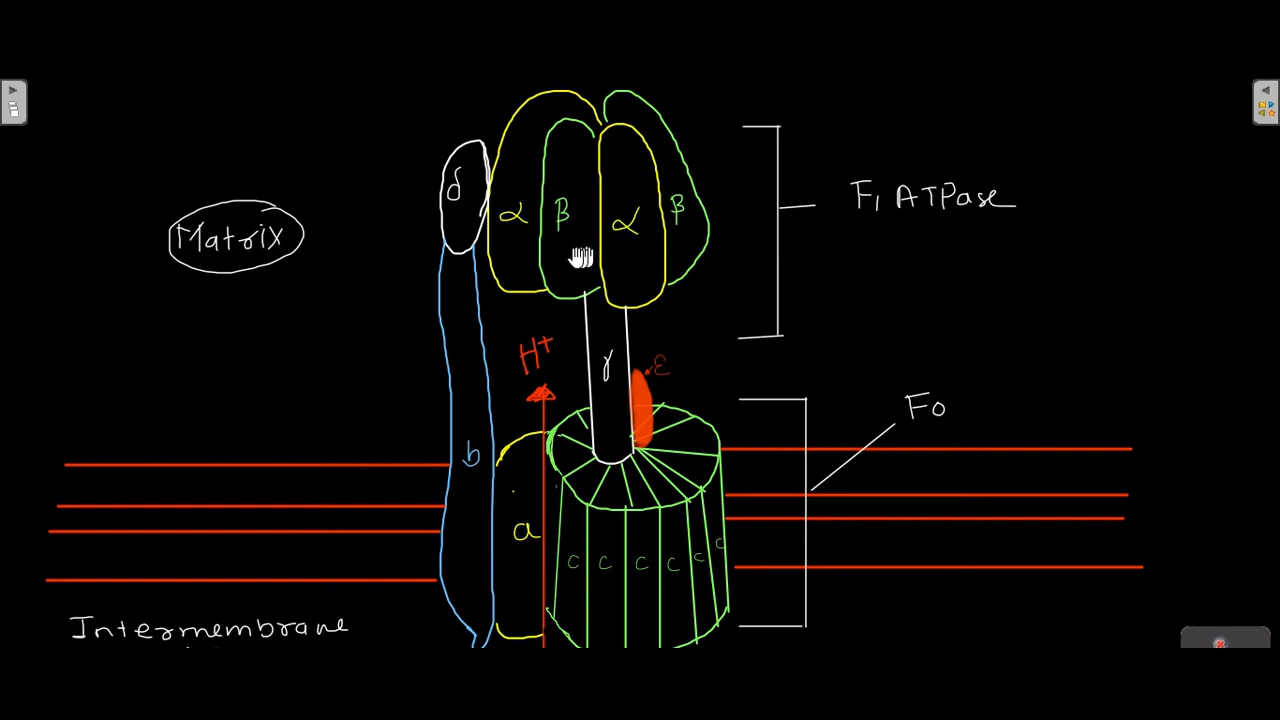 δ
α
β
α
β
F₁ ATPase
Matrix
H⁺
γ
ε
Fo
b
a
c c c c c c
Intermembrane